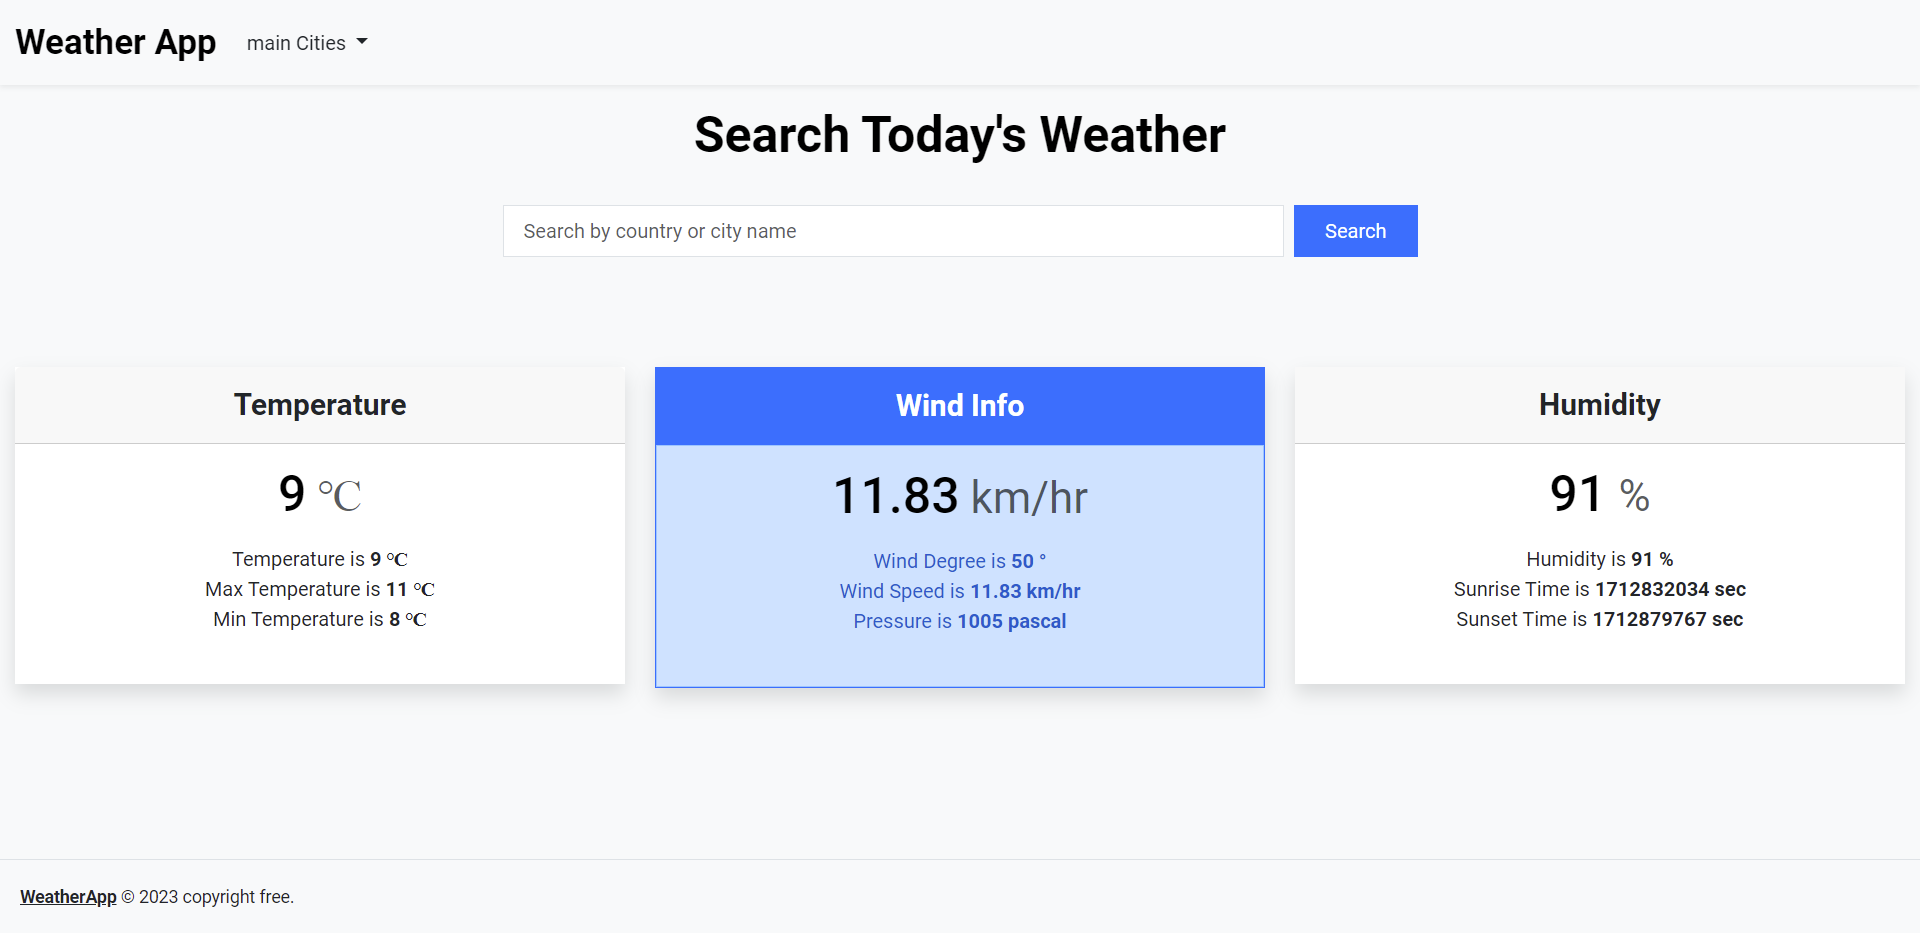 Weather App
main Cities
Search Today's Weather
Search by country or city name
Search
Temperature
9 ℃
Temperature is 9 ℃
Max Temperature is 11 ℃
Min Temperature is 8 ℃
Wind Info
11.83 km/hr
Wind Degree is 50 °
Wind Speed is 11.83 km/hr
Pressure is 1005 pascal
Humidity
91 %
Humidity is 91 %
Sunrise Time is 1712832034 sec
Sunset Time is 1712879767 sec
WeatherApp © 2023 copyright free.